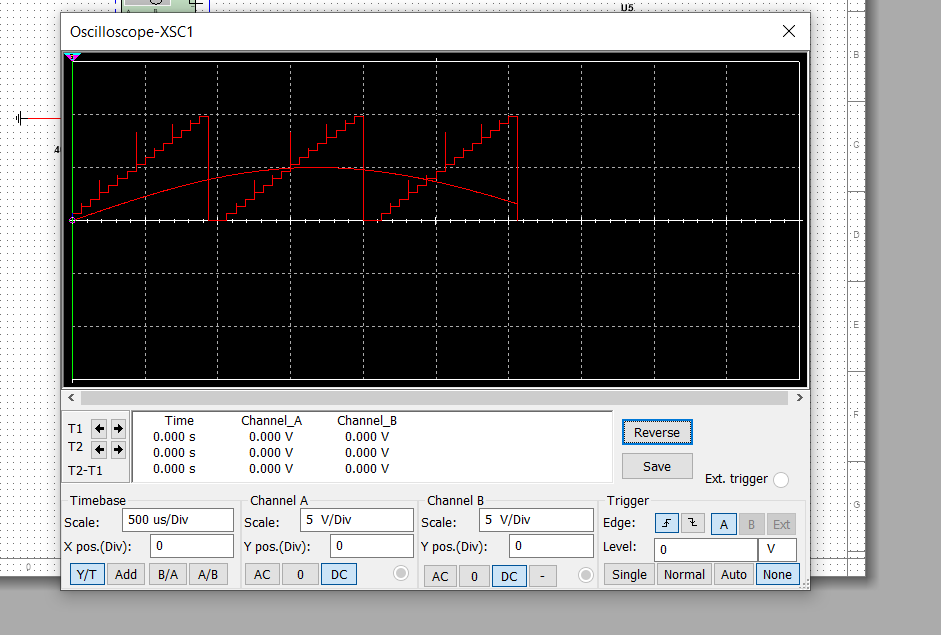 U5
Oscilloscope-XSC1
B
C
4
D
E
F
T1
T2
T2-T1
Time Channel_A Channel_B
0.000 s 0.000 V 0.000 V
0.000 s 0.000 V 0.000 V
0.000 s 0.000 V 0.000 V
Reverse
Save
Ext. trigger
G
Timebase
Scale: 500 us/Div
X pos.(Div): 0
Y/T Add B/A A/B
Channel A
Scale: 5 V/Div
Y pos.(Div): 0
AC 0 DC
Channel B
Scale: 5 V/Div
Y pos.(Div): 0
AC 0 DC -
Trigger
Edge: A B Ext
Level: 0 V
Single Normal Auto None
0